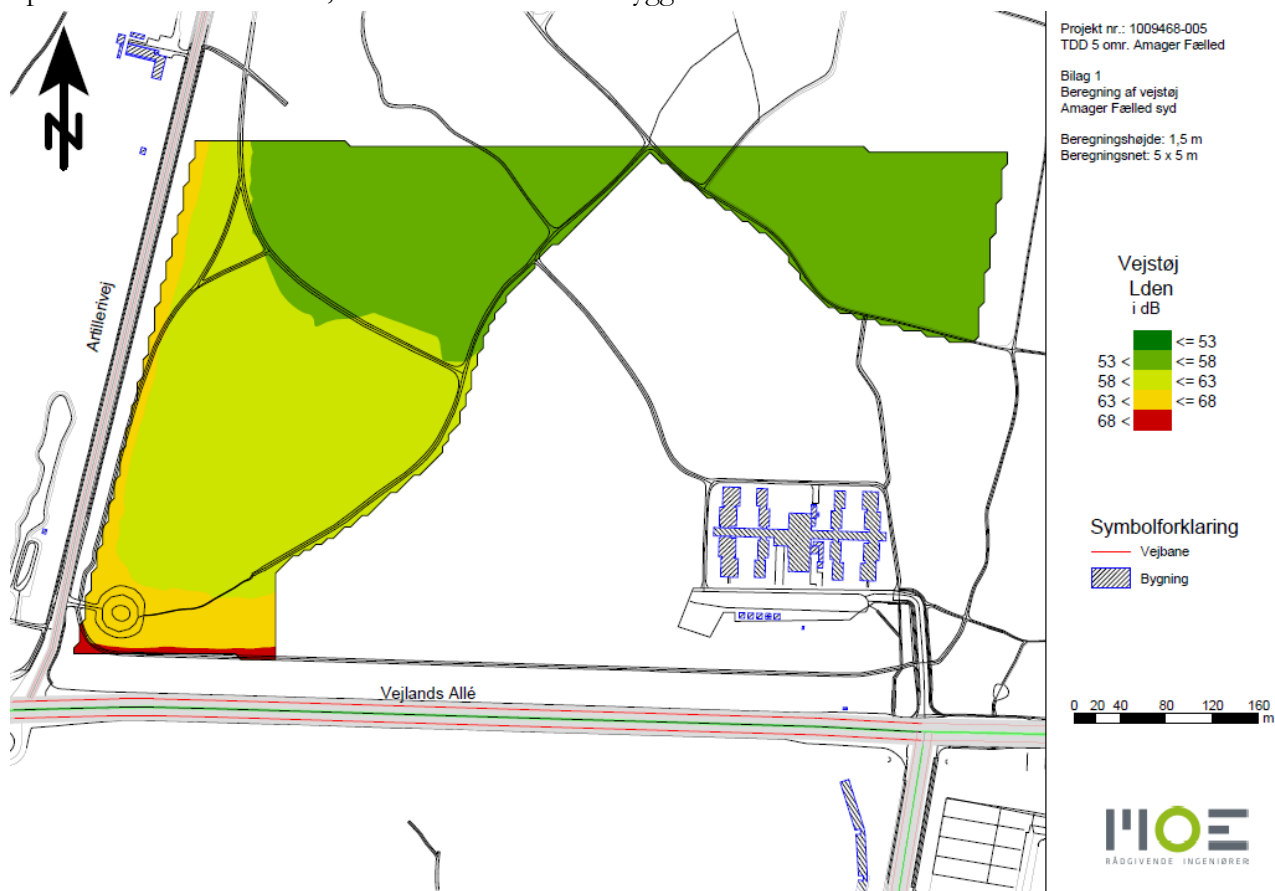 Projekt nr.: 1009468-005
TDD 5 omr. Amager Fælled
Bilag 1
Beregning af vejstøj
Amager Fælled syd
Beregningshøjde: 1,5 m
Beregningsnet: 5 x 5 m
N
Artillerivej
Vejstøj
Lden
i dB
<= 53
53 < <= 58
58 < <= 63
63 < <= 68
68 <
Symbolforklaring
Vejbane
Bygning
Vejlands Allé
0 20 40 80 120 160
m
MOE
RÅDGIVENDE INGENIØRER